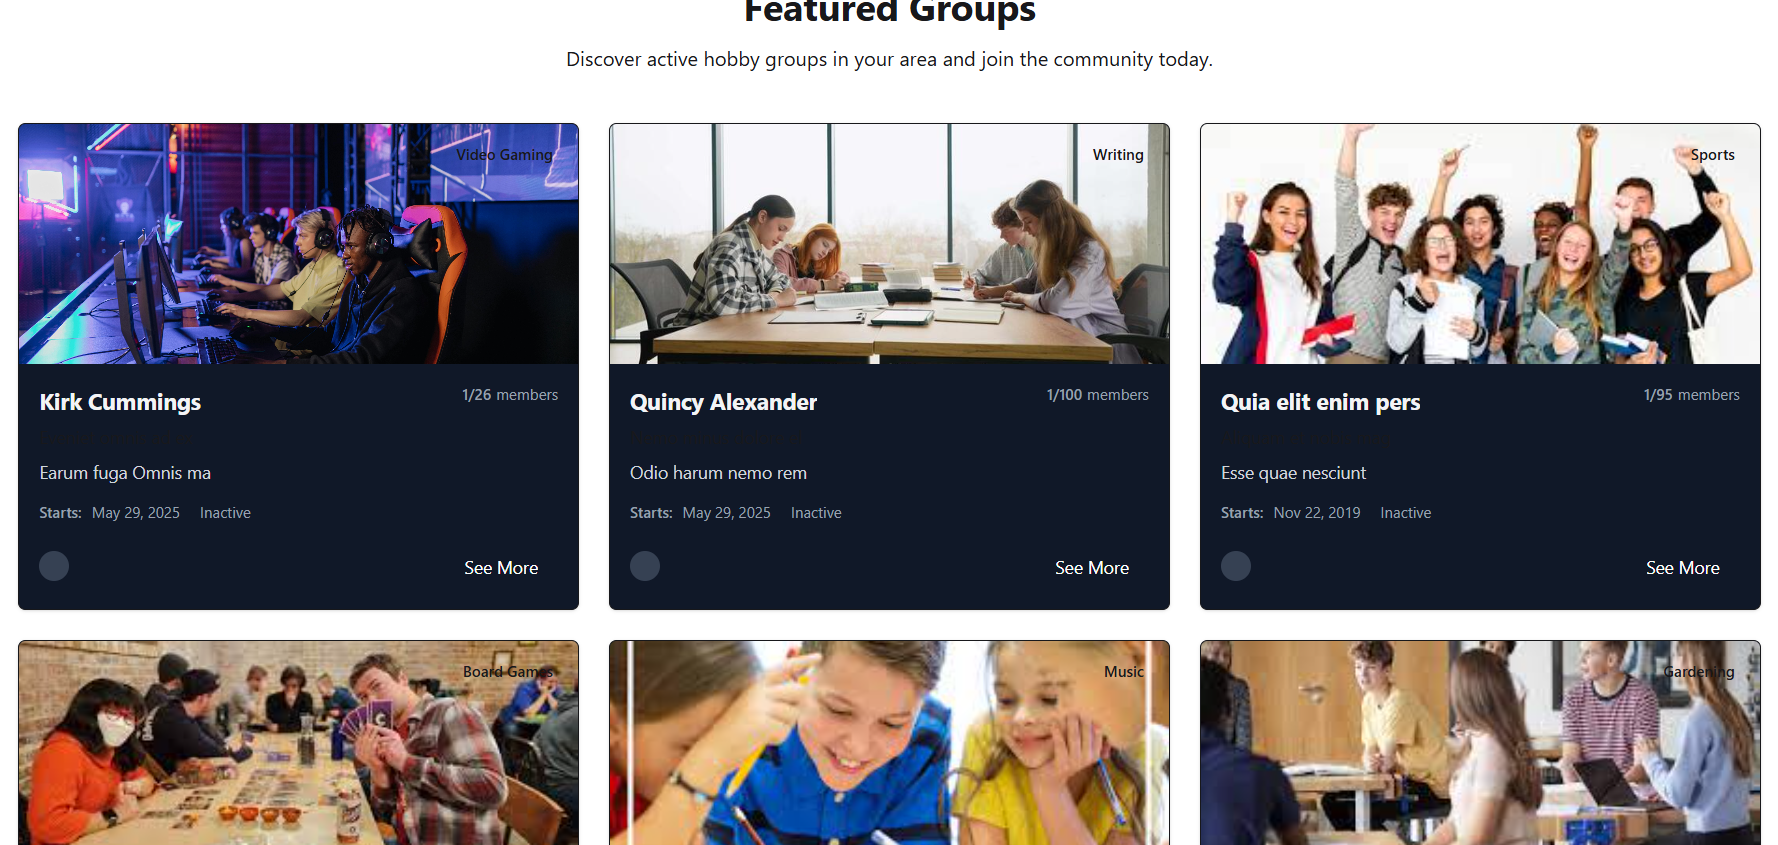 Featured Groups
Discover active hobby groups in your area and join the community today.
Video Gaming
Kirk Cummings
1/26 members
Earum fuga Omnis ma
Starts: May 29, 2025 Inactive
See More
Writing
Quincy Alexander
1/100 members
Odio harum nemo rem
Starts: May 29, 2025 Inactive
See More
Sports
Quia elit enim pers
1/95 members
Esse quae nesciunt
Starts: Nov 22, 2019 Inactive
See More
Board Games
Music
Gardening